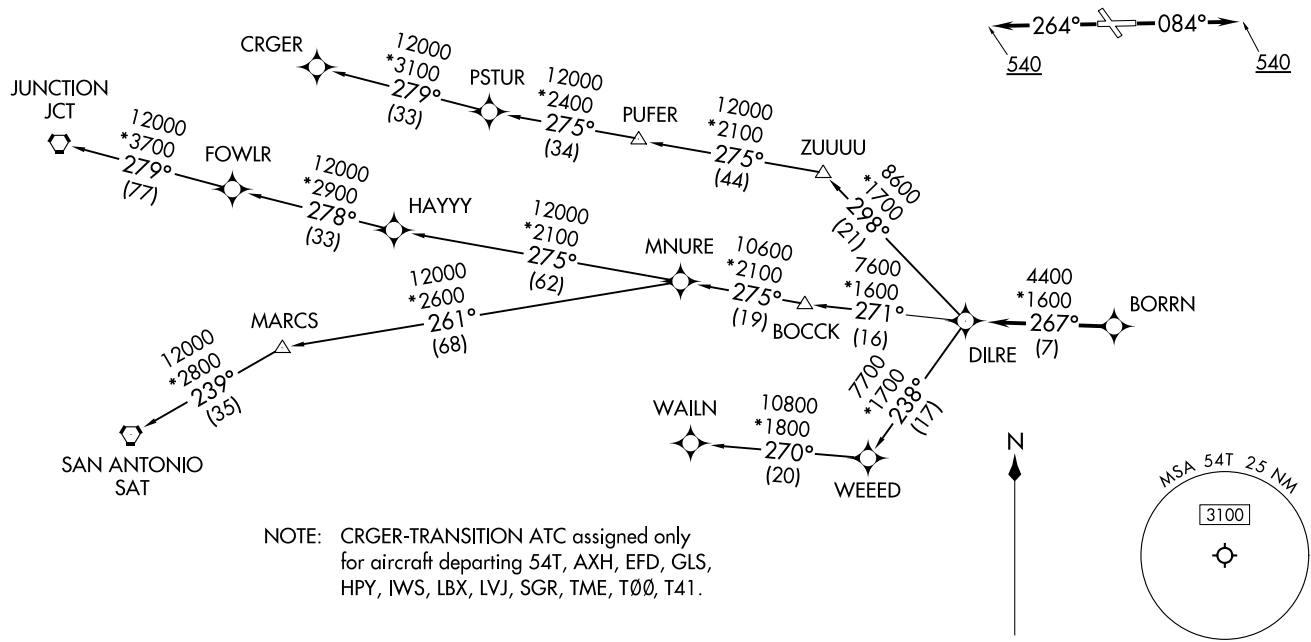 264°
084°
540
540
CRGER
12000
*3100
279°
(33)
PSTUR
12000
*2400
275°
(34)
PUFER
12000
*2100
275°
(44)
ZUUUU
8600
*1700
298°
(21)
JUNCTION
JCT
12000
*3700
279°
(77)
FOWLR
12000
*2900
278°
(33)
HAYYY
12000
*2100
275°
(62)
MNURE
10600
*2100
275°
(19)
BOCCK
7600
*1600
271°
(16)
DILRE
4400
*1600
267°
(7)
BORRN
12000
*2600
261°
(68)
MARCS
12000
*2800
239°
(35)
SAN ANTONIO
SAT
7700
*1700
238°
(17)
WAILN
10800
*1800
270°
(20)
WEEED
N
MSA 54T 25 NM
3100
NOTE: CRGER-TRANSITION ATC assigned only
for aircraft departing 54T, AXH, EFD, GLS,
HPY, IWS, LBX, LVJ, SGR, TME, TØØ, T41.